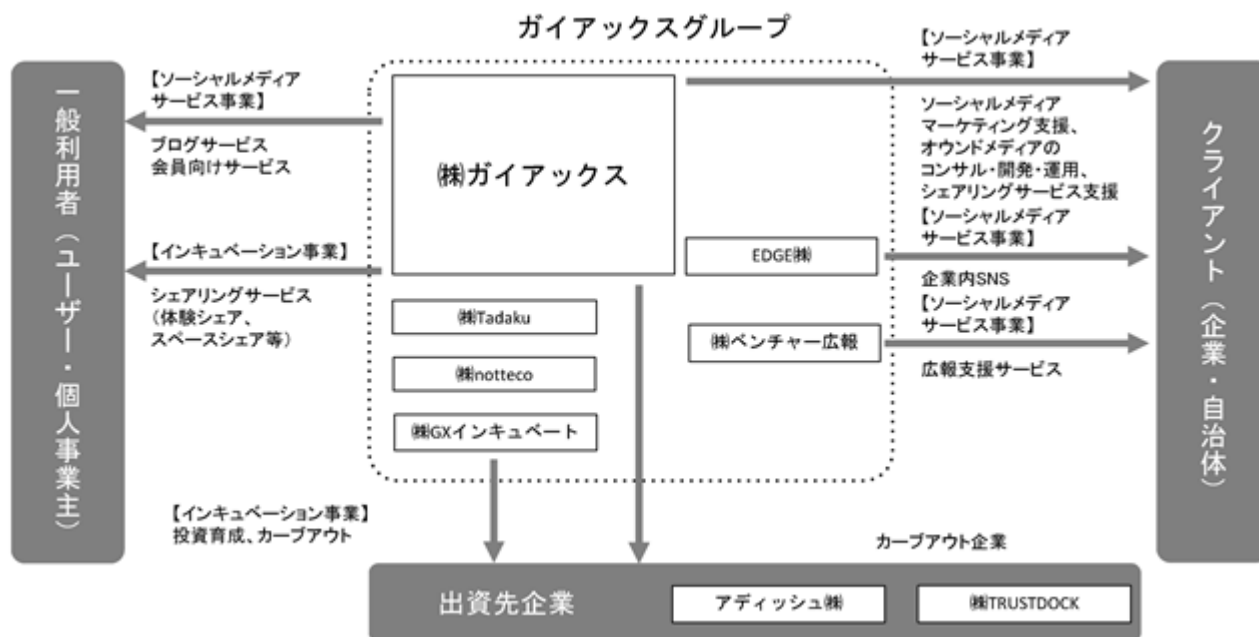 ガイアックスグループ
一般利用者（ユーザー・個人事業主）
【ソーシャルメディア
サービス事業】
ブログサービス
会員向けサービス
【インキュベーション事業】
シェアリングサービス
（体験シェア、
スペースシェア等）
㈱ガイアックス
EDGE㈱
㈱Tadaku
㈱ベンチャー広報
㈱notteco
㈱GXインキュベート
【ソーシャルメディア
サービス事業】
ソーシャルメディア
マーケティング支援、
オウンドメディアの
コンサル・開発・運用、
シェアリングサービス支援
【ソーシャルメディア
サービス事業】
企業内SNS
【ソーシャルメディア
サービス事業】
広報支援サービス
クライアント（企業・自治体）
【インキュベーション事業】
投資育成、カーブアウト
カーブアウト企業
出資先企業
アディッシュ㈱
㈱TRUSTDOCK